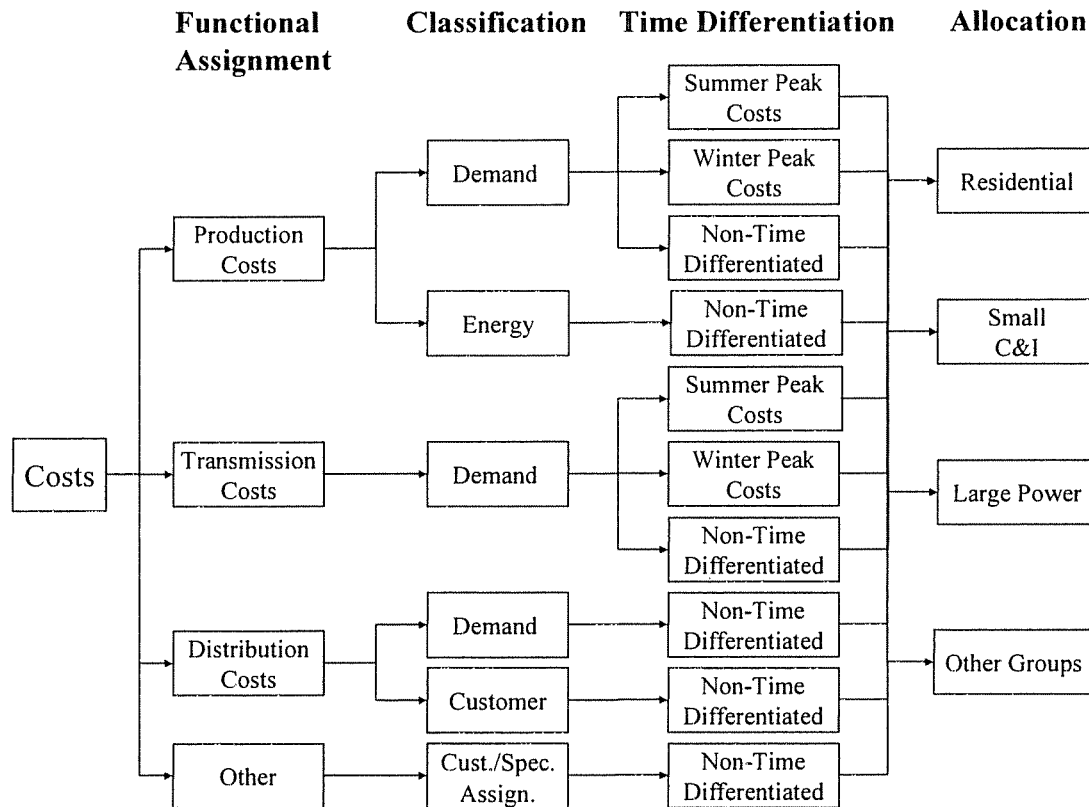 Functional
Assignment
Classification
Time Differentiation
Allocation
Summer Peak
Costs
Demand
Winter Peak
Costs
Residential
Production
Costs
Non-Time
Differentiated
Energy
Non-Time
Differentiated
Small
C&I
Summer Peak
Costs
Costs
Transmission
Costs
Demand
Winter Peak
Costs
Large Power
Non-Time
Differentiated
Distribution
Costs
Demand
Non-Time
Differentiated
Other Groups
Customer
Non-Time
Differentiated
Other
Cust./Spec.
Assign.
Non-Time
Differentiated